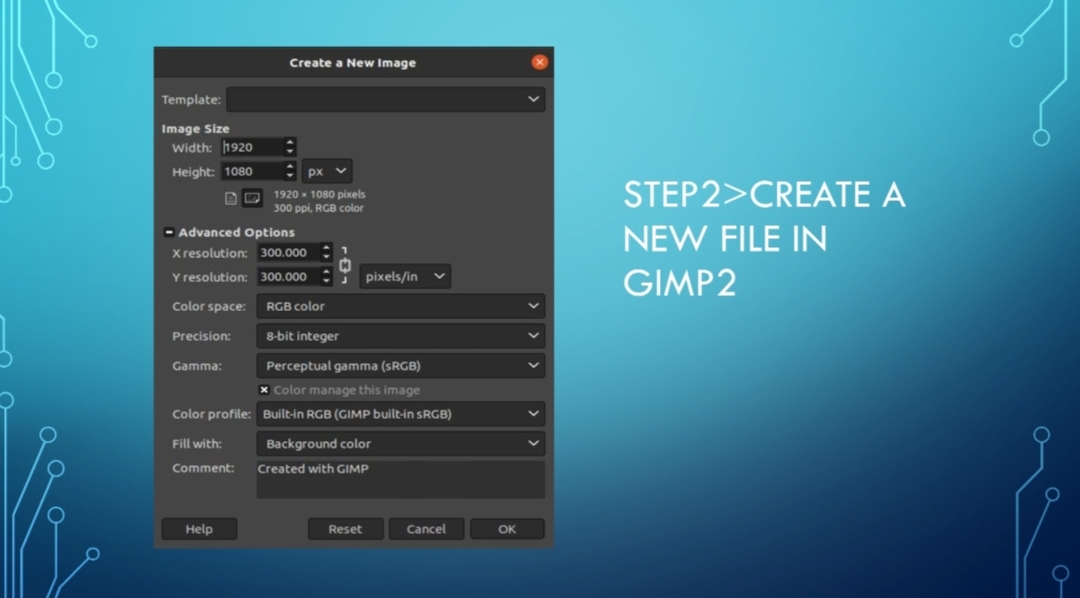 Create a New Image
Template:
Image Size
Width: 1920
Height: 1080 px
1920 × 1080 pixels
300 ppi, RGB color
Advanced Options
X resolution: 300.000
Y resolution: 300.000 pixels/in
Color space: RGB color
Precision: 8-bit integer
Gamma: Perceptual gamma (sRGB)
Color manage this image
Color profile: Built-in RGB (GIMP built-in sRGB)
Fill with: Background color
Comment: Created with GIMP
Help Reset Cancel OK
STEP2>CREATE A
NEW FILE IN
GIMP2